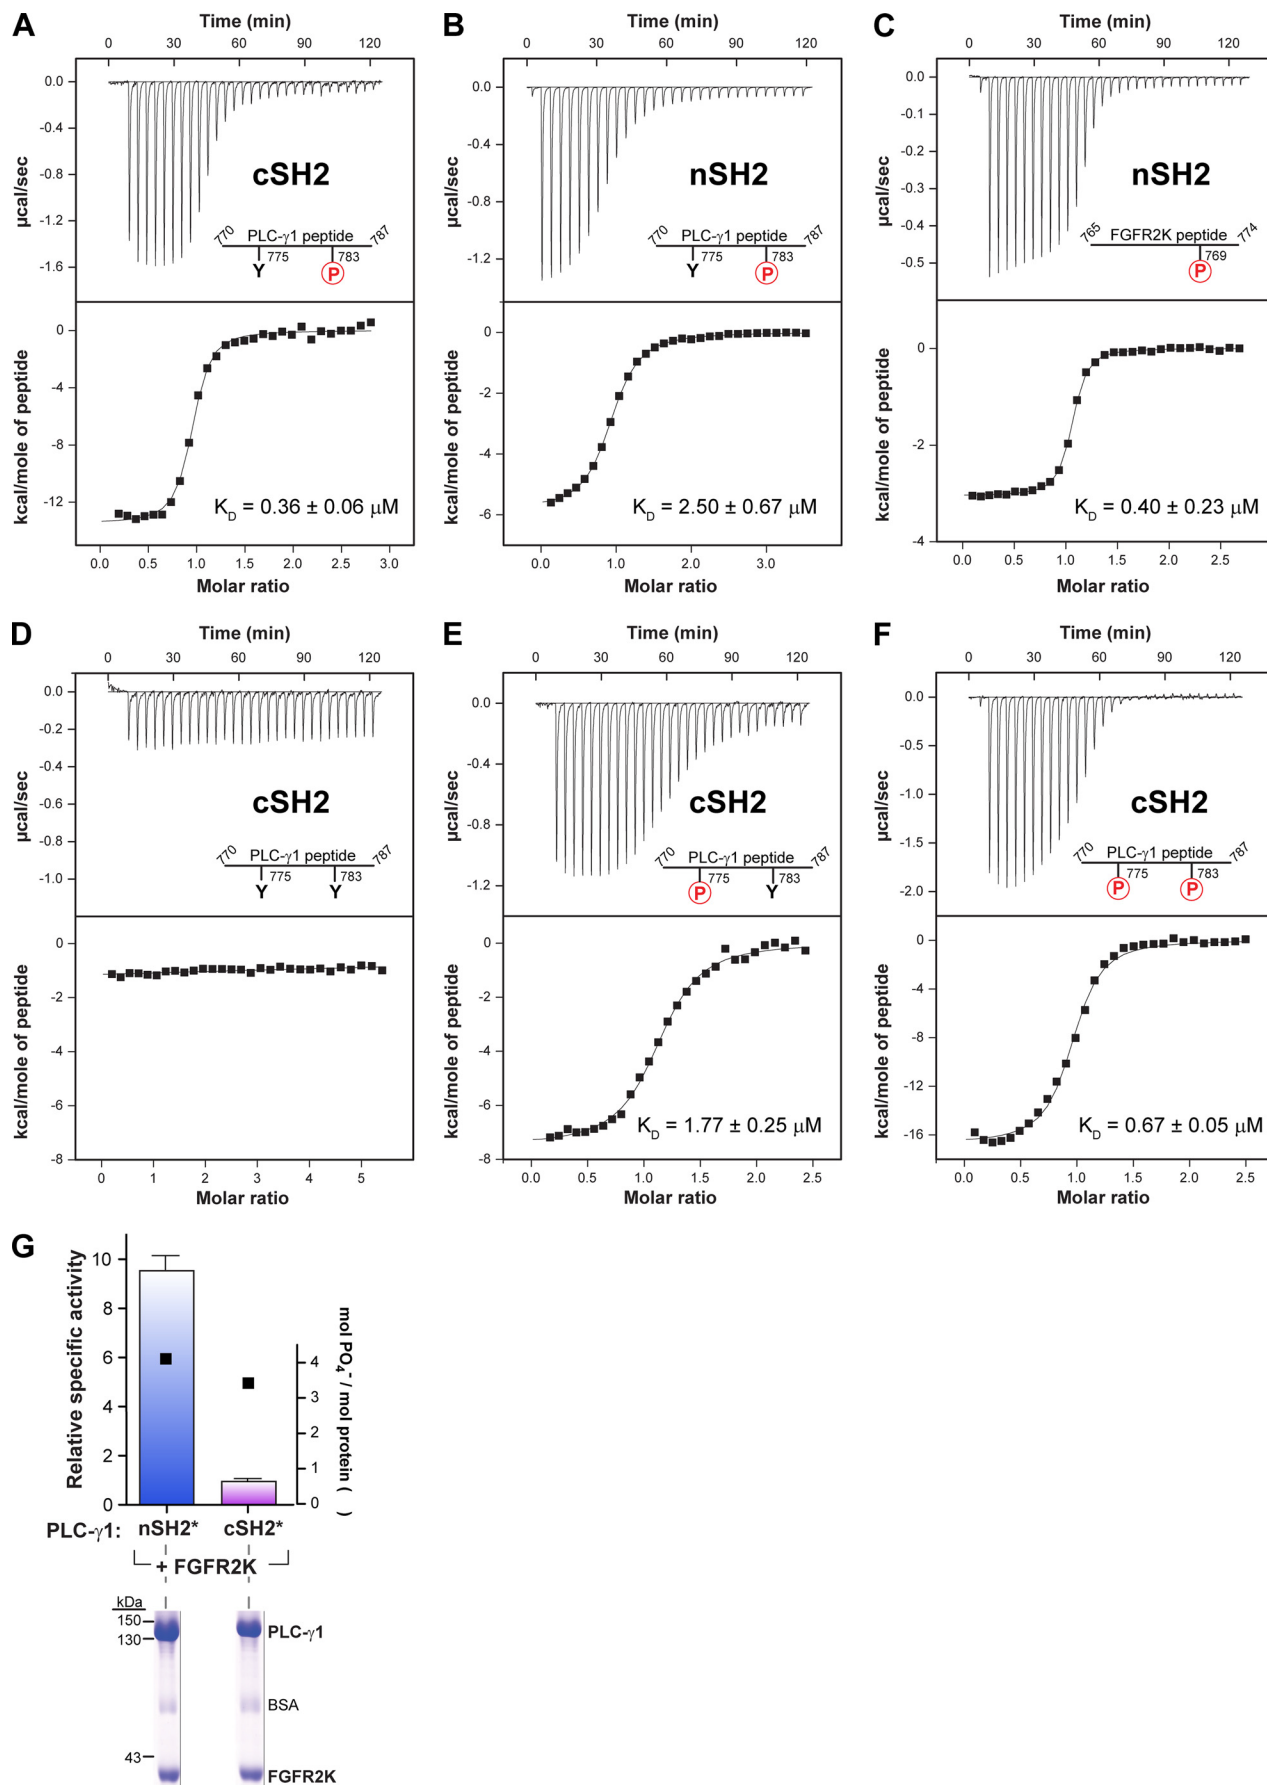 A
Time (min)
0 30 60 90 120
0.0
-0.4
-0.8
-1.2
-1.6
µcal/sec
cSH2
770 PLC-γ1 peptide 787
775 783
Y P
0
-4
-8
-12
kcal/mole of peptide
K_D = 0.36 ± 0.06 µM
0.0 0.5 1.0 1.5 2.0 2.5 3.0
Molar ratio
B
Time (min)
0 30 60 90 120
0.0
-0.4
-0.8
-1.2
µcal/sec
nSH2
770 PLC-γ1 peptide 787
775 783
Y P
0
-2
-4
-6
kcal/mole of peptide
K_D = 2.50 ± 0.67 µM
0.0 1.0 2.0 3.0
Molar ratio
C
Time (min)
0 30 60 90 120
0.0
-0.1
-0.2
-0.3
-0.4
-0.5
µcal/sec
nSH2
765 FGFR2K peptide 774
769
P
0
-2
-4
kcal/mole of peptide
K_D = 0.40 ± 0.23 µM
0.0 0.5 1.0 1.5 2.0 2.5
Molar ratio
D
Time (min)
0 30 60 90 120
0.0
-0.2
-0.4
-0.6
-0.8
-1.0
µcal/sec
cSH2
770 PLC-γ1 peptide 787
775 783
Y Y
0
-2
-4
-6
-8
kcal/mole of peptide
0 1 2 3 4 5
Molar ratio
E
Time (min)
0 30 60 90 120
0.0
-0.4
-0.8
-1.2
µcal/sec
cSH2
770 PLC-γ1 peptide 787
775 783
P Y
0
-2
-4
-6
-8
kcal/mole of peptide
K_D = 1.77 ± 0.25 µM
0.0 0.5 1.0 1.5 2.0 2.5
Molar ratio
F
Time (min)
0 30 60 90 120
0.0
-0.5
-1.0
-1.5
-2.0
µcal/sec
cSH2
770 PLC-γ1 peptide 787
775 783
P P
0
-4
-8
-12
-16
kcal/mole of peptide
K_D = 0.67 ± 0.05 µM
0.0 0.5 1.0 1.5 2.0 2.5
Molar ratio
G
10
8
6
4
2
0
Relative specific activity
4
3
2
1
0
mol PO₄⁻/ mol protein ( )
PLC-γ1: nSH2* cSH2*
+ FGFR2K
kDa
150
130
43
PLC-γ1
BSA
FGFR2K